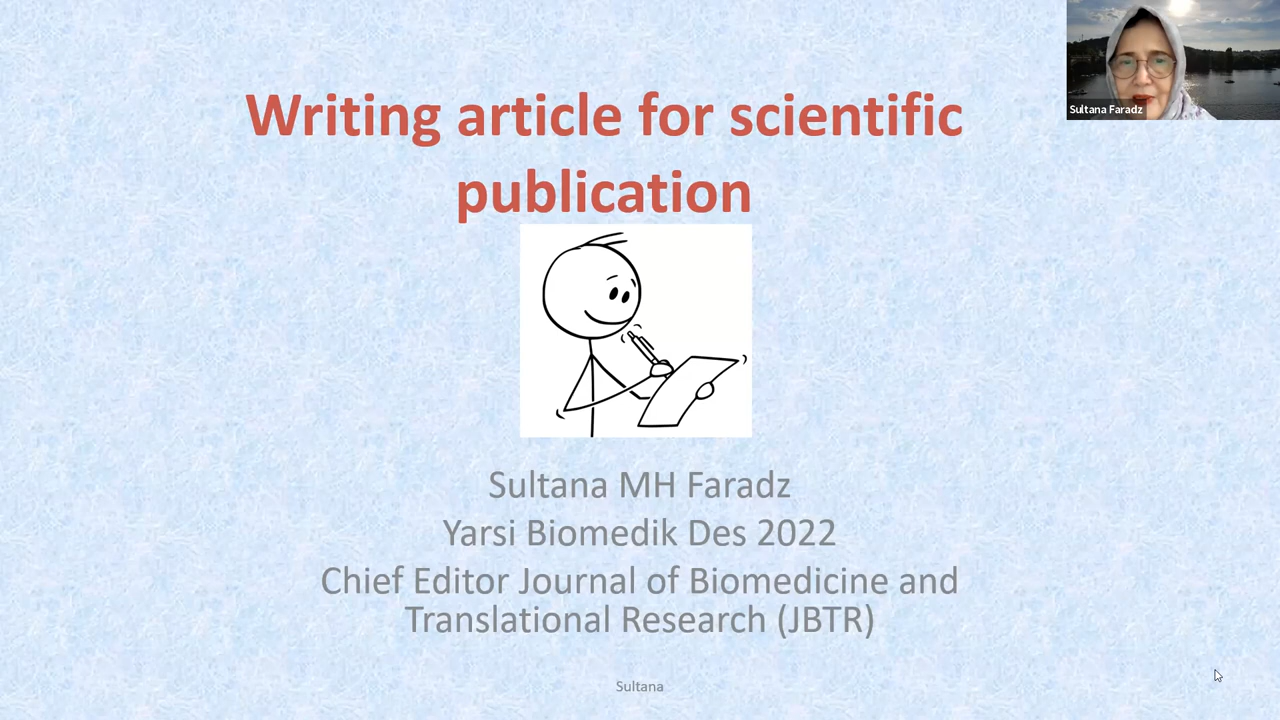 Writing article for scientific
publication
Sultana Faradz
Sultana MH Faradz
Yarsi Biomedik Des 2022
Chief Editor Journal of Biomedicine and
Translational Research (JBTR)
Sultana